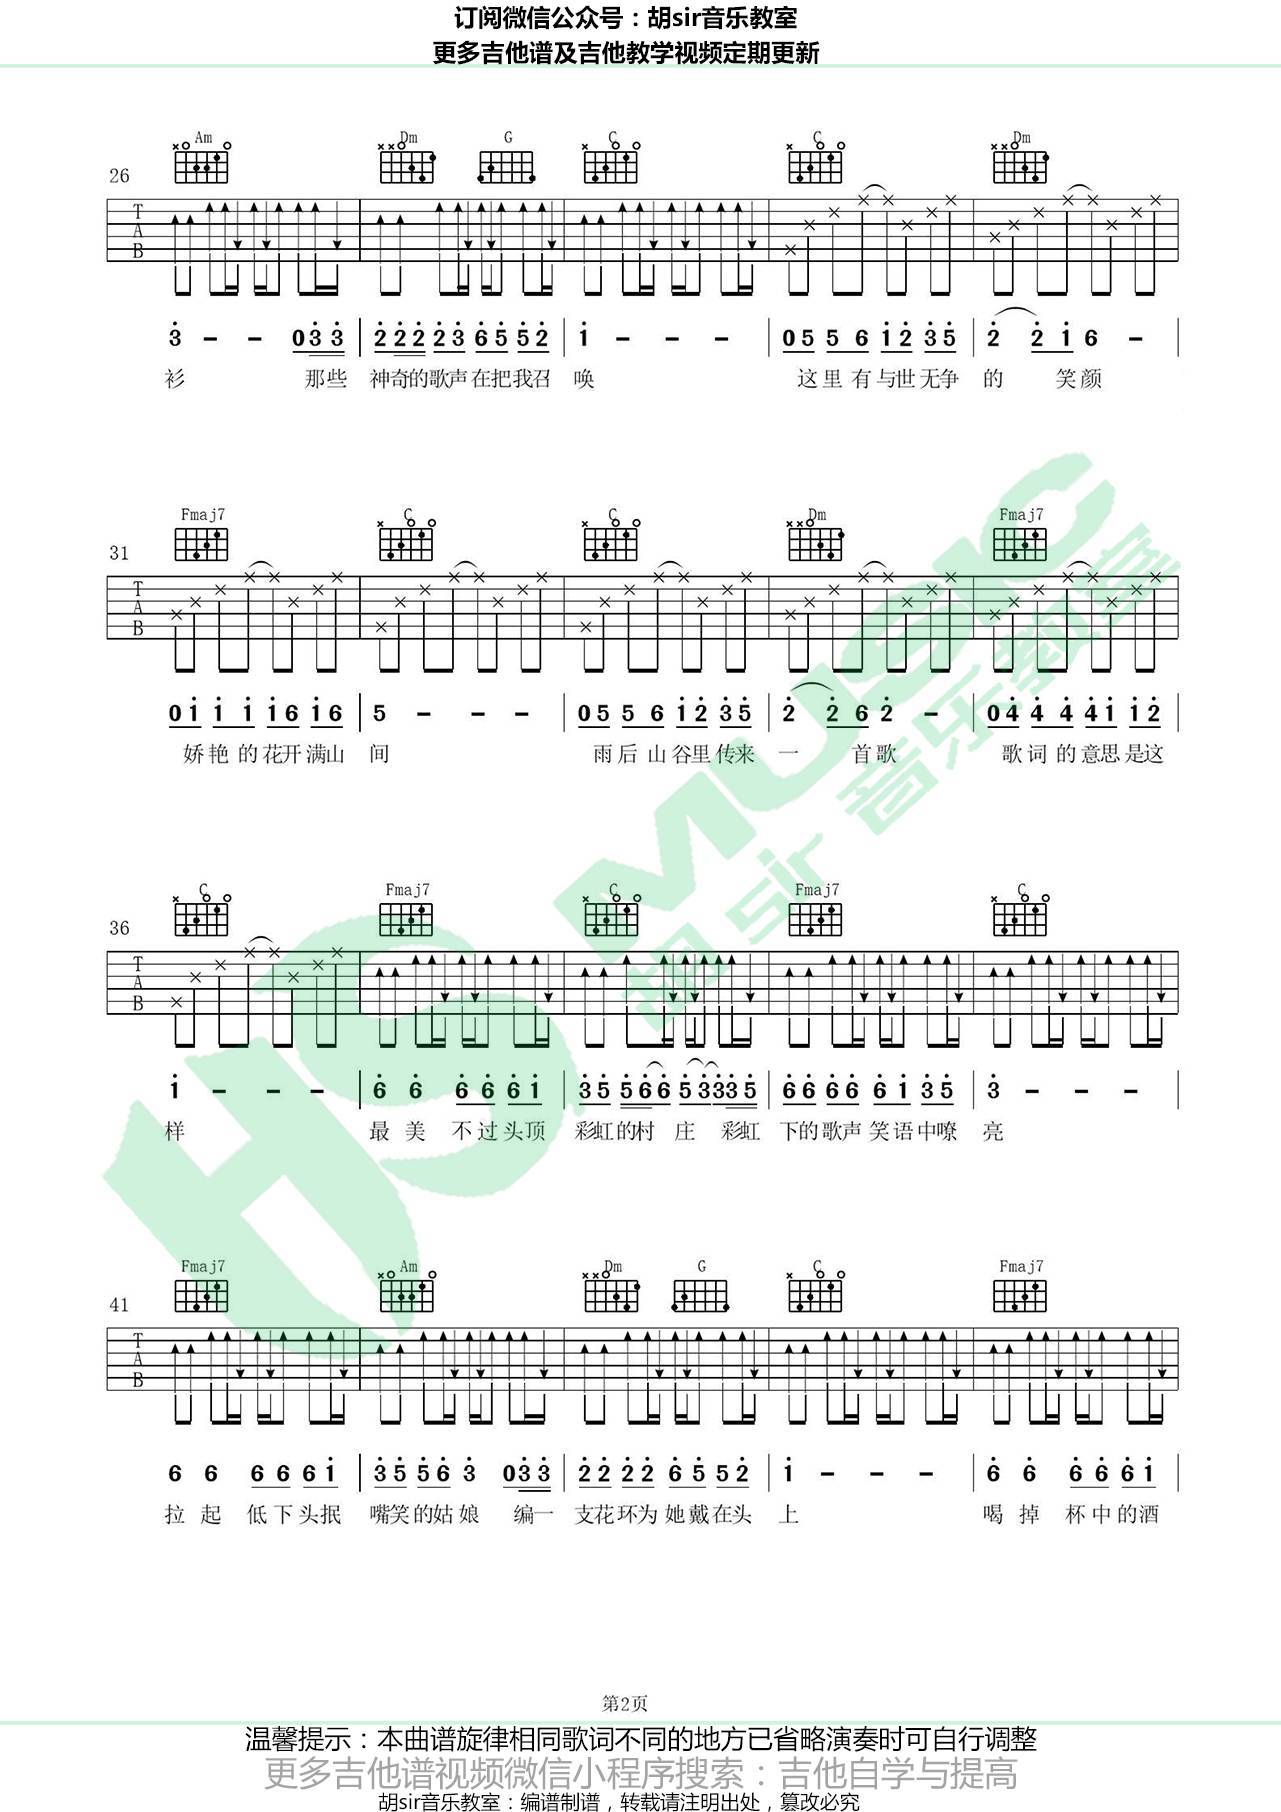 订阅微信公众号：胡sir音乐教室
更多吉他谱及吉他教学视频定期更新
Am Dm G C C Dm
26
T
A
B
3 - - 0 3 3 | 2 2 2 2 3 6 5 5 2 | 1 - - - | 0 5 5 6 1 2 3 5 | 2 2 1 6 - |
衫 那些 神奇的歌声在把我召 唤 这里有与世无争 的 笑颜
Fmaj7 C C Dm Fmaj7
31
T
A
B
0 1 1 1 1 6 1 6 | 5 - - - | 0 5 5 6 1 2 3 5 | 2 2 6 2 - | 0 4 4 4 4 1 1 2
娇艳的花开满山 间 雨后山谷里传来 一 首歌 歌词的意思是这
C Fmaj7 C Fmaj7 C
36
T
A
B
1 - - - | 6 6 6 6 6 1 | 3 5 5 6 6 5 3 3 3 5 | 6 6 6 6 6 1 3 5 | 3 - - - |
样 最美不过头顶 彩虹的村 庄 彩虹 下的歌声笑语中嘹 亮
Fmaj7 Am Dm G C Fmaj7
41
T
A
B
6 6 6 6 6 1 | 3 5 5 6 3 0 3 3 | 2 2 2 2 6 5 5 2 | 1 - - - | 6 6 6 6 6 1 |
拉起低下头抿 嘴笑的姑娘 编一 支花环为她戴在头 上 喝掉杯中的酒
HS MUSIC
胡sir音乐教室
第2页
温馨提示：本曲谱旋律相同歌词不同的地方已省略演奏时可自行调整
更多吉他谱视频微信小程序搜索：吉他自学与提高
胡sir音乐教室：编谱制谱，转载请注明出处，篡改必究